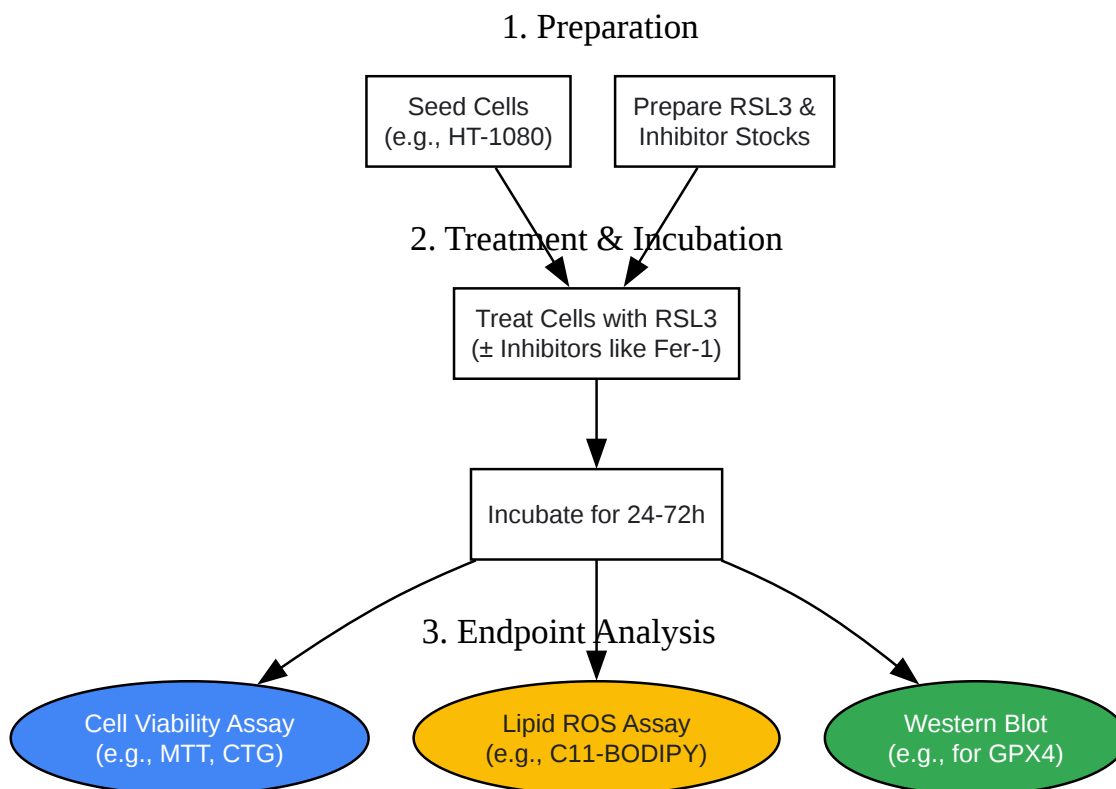 1. Preparation
Seed Cells
(e.g., HT-1080)
Prepare RSL3 &
Inhibitor Stocks
2. Treatment & Incubation
Treat Cells with RSL3
(± Inhibitors like Fer-1)
Incubate for 24-72h
3. Endpoint Analysis
Cell Viability Assay
(e.g., MTT, CTG)
Lipid ROS Assay
(e.g., C11-BODIPY)
Western Blot
(e.g., for GPX4)